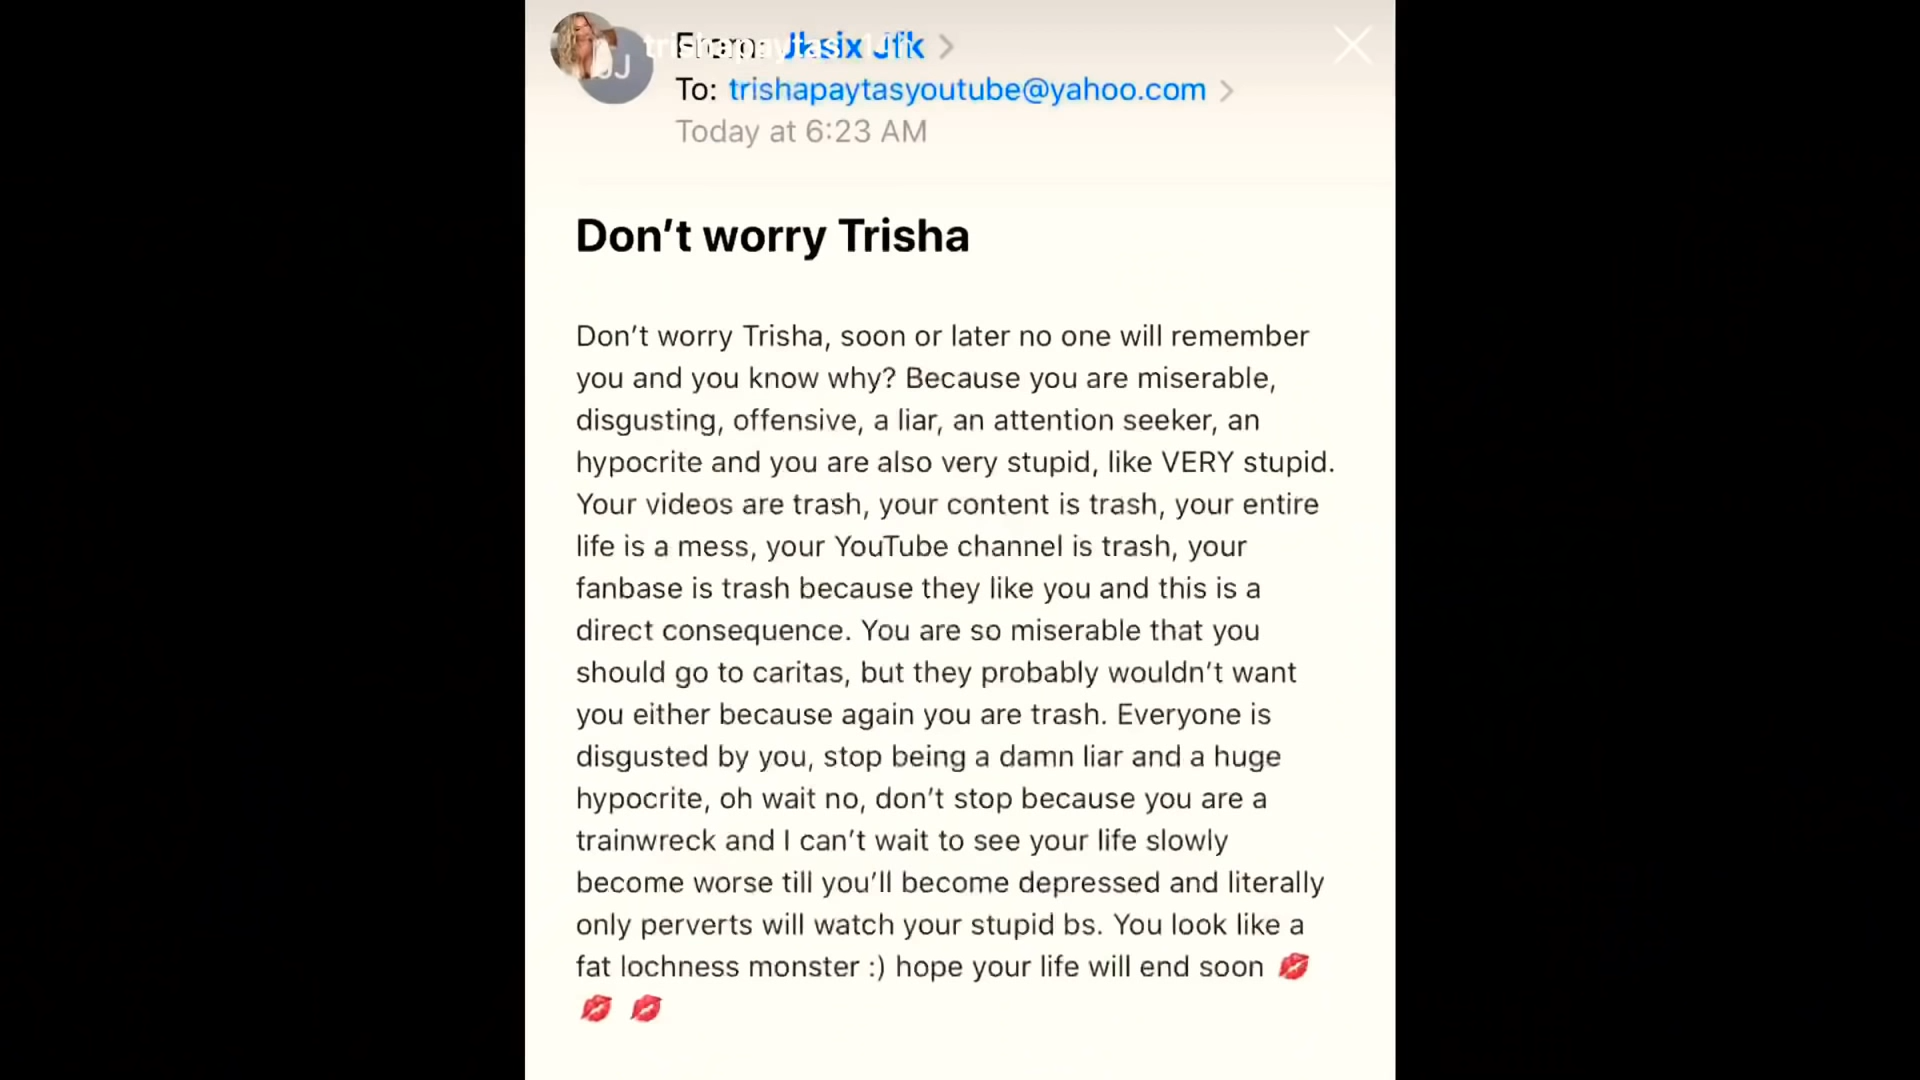 trishapaytas 14h
From: Jksix Jfk
JJ
To: trishapaytasyoutube@yahoo.com
Today at 6:23 AM
Don't worry Trisha
Don't worry Trisha, soon or later no one will remember
you and you know why? Because you are miserable,
disgusting, offensive, a liar, an attention seeker, an
hypocrite and you are also very stupid, like VERY stupid.
Your videos are trash, your content is trash, your entire
life is a mess, your YouTube channel is trash, your
fanbase is trash because they like you and this is a
direct consequence. You are so miserable that you
should go to caritas, but they probably wouldn't want
you either because again you are trash. Everyone is
disgusted by you, stop being a damn liar and a huge
hypocrite, oh wait no, don't stop because you are a
trainwreck and I can't wait to see your life slowly
become worse till you'll become depressed and literally
only perverts will watch your stupid bs. You look like a
fat lochness monster :) hope your life will end soon 💋
💋 💋